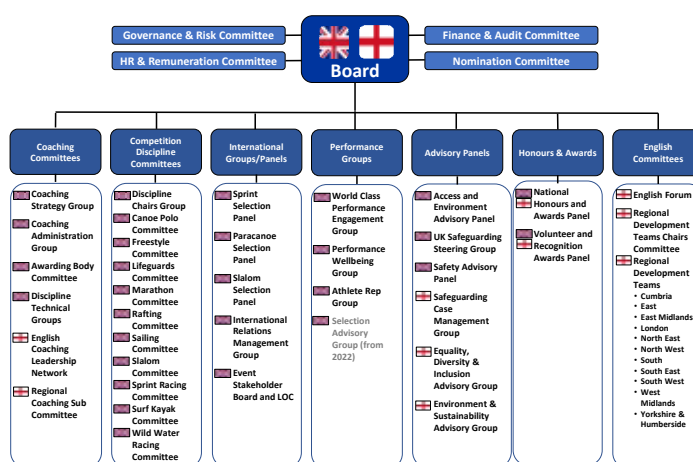 Governance & Risk Committee
Finance & Audit Committee
HR & Remuneration Committee
Nomination Committee
Board
Coaching
Committees
Competition
Discipline
Committees
International
Groups/Panels
Performance
Groups
Advisory Panels
Honours & Awards
English
Committees
Coaching
Strategy Group
Coaching
Administration
Group
Awarding Body
Committee
Discipline
Technical
Groups
English
Coaching
Leadership
Network
Regional
Coaching Sub
Committee
Discipline
Chairs Group
Canoe Polo
Committee
Freestyle
Committee
Lifeguards
Committee
Marathon
Committee
Rafting
Committee
Sailing
Committee
Slalom
Committee
Sprint Racing
Committee
Surf Kayak
Committee
Wild Water
Racing
Committee
Sprint
Selection
Panel
Paracanoe
Selection
Panel
Slalom
Selection
Panel
International
Relations
Management
Group
Event
Stakeholder
Board and LOC
World Class
Performance
Engagement
Group
Performance
Wellbeing
Group
Athlete Rep
Group
Selection
Advisory
Group (from
2022)
Access and
Environment
Advisory Panel
UK Safeguarding
Steering Group
Safety Advisory
Panel
Safeguarding
Case
Management
Group
Equality,
Diversity &
Inclusion
Advisory Group
Environment &
Sustainability
Advisory Group
National
Honours and
Awards Panel
Volunteer and
Recognition
Awards Panel
English Forum
Regional
Development
Teams Chairs
Committee
Regional
Development
Teams
• Cumbria
• East
• East Midlands
• London
• North East
• North West
• South
• South East
• South West
• West
Midlands
• Yorkshire &
Humberside